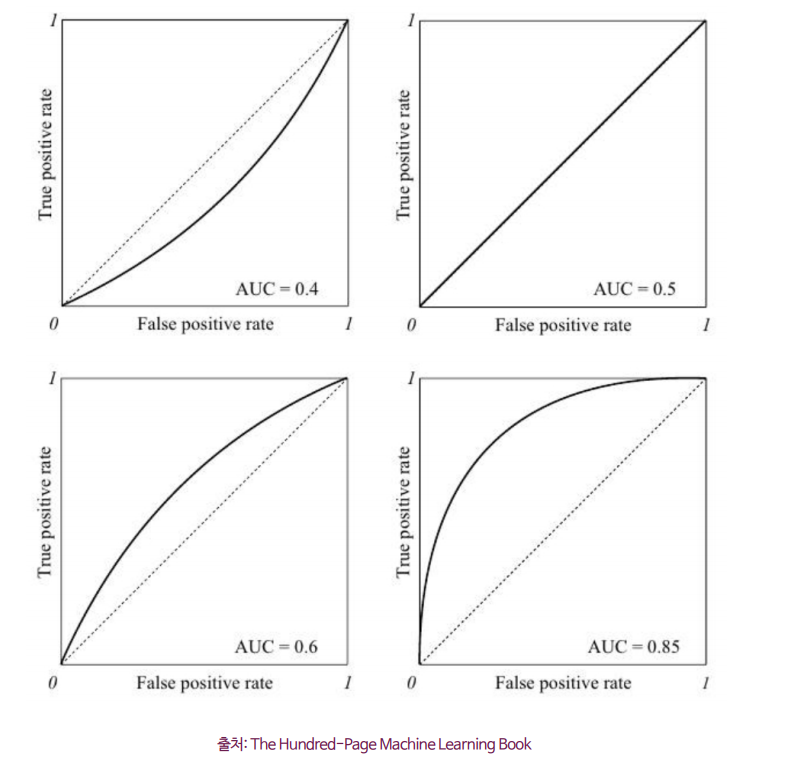 1
True positive rate
AUC = 0.4
0 False positive rate 1
1
True positive rate
AUC = 0.5
0 False positive rate 1
1
True positive rate
AUC = 0.6
0 False positive rate 1
1
True positive rate
AUC = 0.85
0 False positive rate 1
출처: The Hundred-Page Machine Learning Book